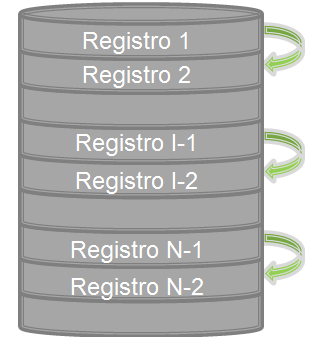 Registro 1
Registro 2
Registro I-1
Registro I-2
Registro N-1
Registro N-2